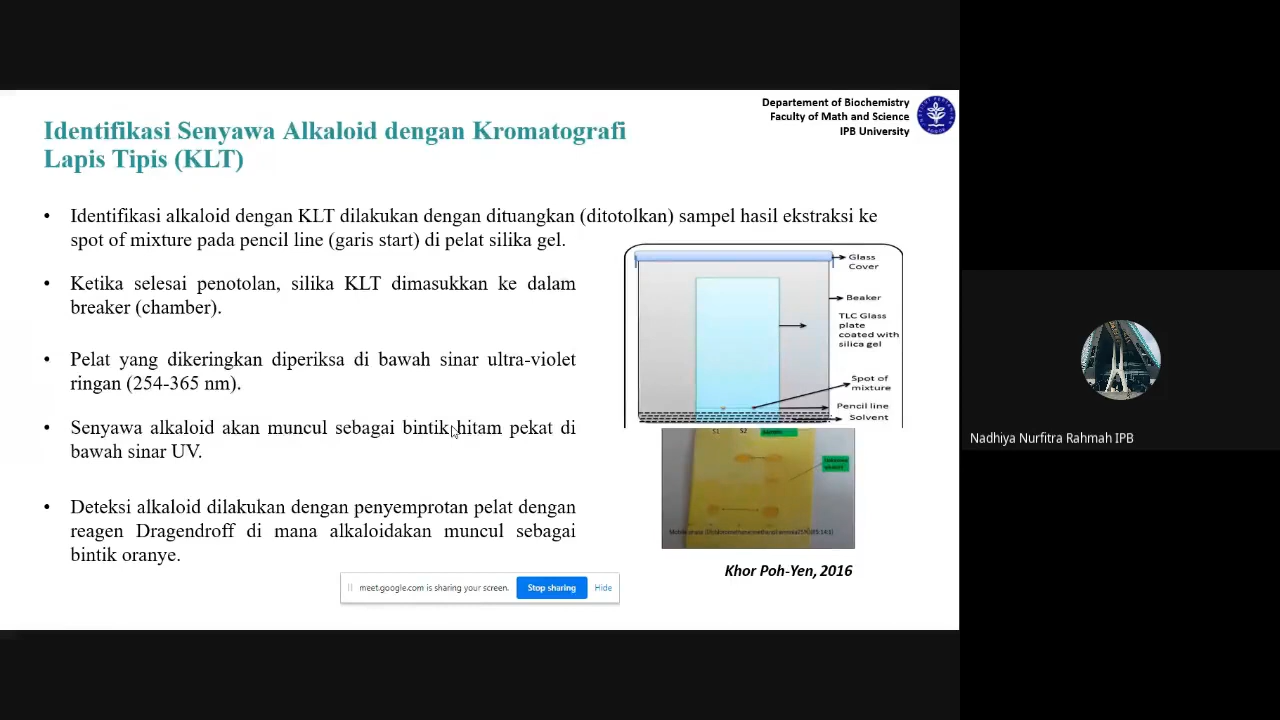 Departement of Biochemistry
Faculty of Math and Science
IPB University
Identifikasi Senyawa Alkaloid dengan Kromatografi
Lapis Tipis (KLT)
• Identifikasi alkaloid dengan KLT dilakukan dengan dituangkan (ditotolkan) sampel hasil ekstraksi ke
spot of mixture pada pencil line (garis start) di pelat silika gel.
• Ketika selesai penotolan, silika KLT dimasukkan ke dalam
breaker (chamber).
• Pelat yang dikeringkan diperiksa di bawah sinar ultra-violet
ringan (254-365 nm).
• Senyawa alkaloid akan muncul sebagai bintik hitam pekat di
bawah sinar UV.
• Deteksi alkaloid dilakukan dengan penyemprotan pelat dengan
reagen Dragendroff di mana alkaloidakan muncul sebagai
bintik oranye.
Glass
Cover
Beaker
TLC Glass
plate
coated with
silica gel
Spot of
mixture
Pencil line
Solvent
S1 S2
Khor Poh-Yen, 2016
meet.google.com is sharing your screen.
Stop sharing
Hide
Nadhiya Nurfitra Rahmah IPB